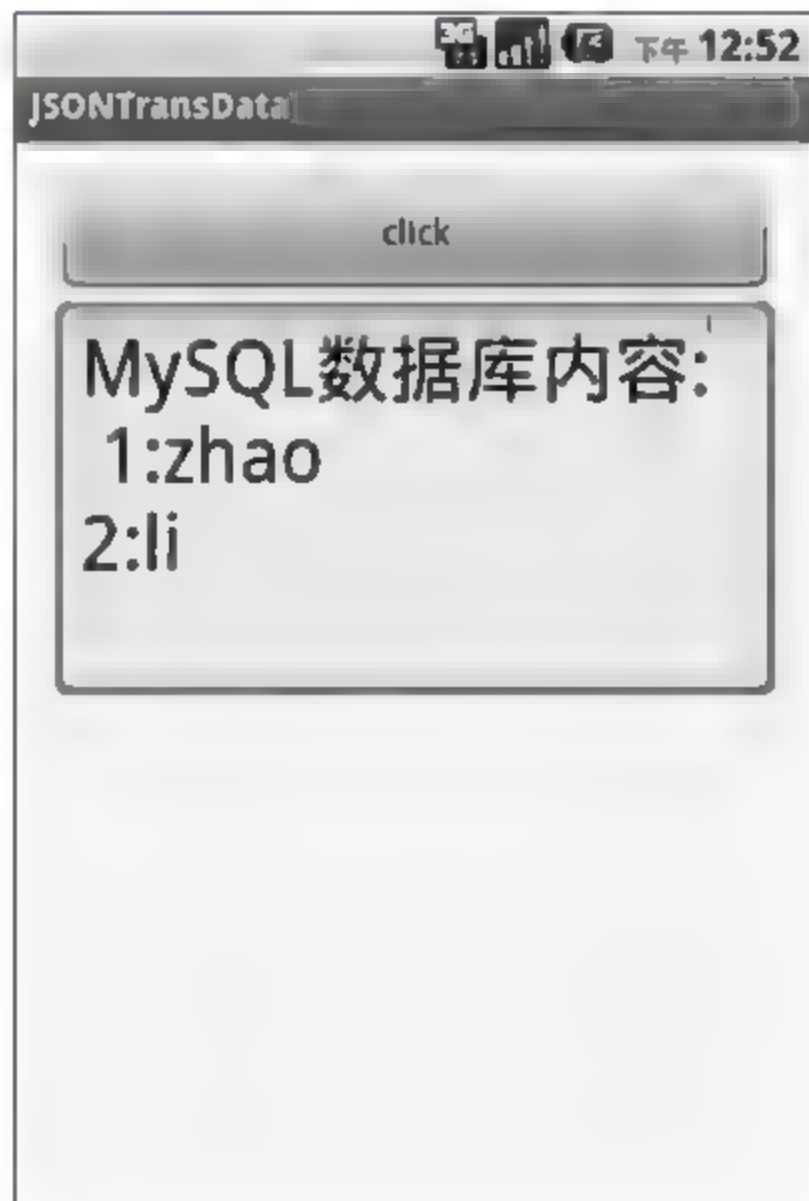 3G 下午 12:52
JSONTransData
click
MySQL数据库内容:
1:zhao
2:li